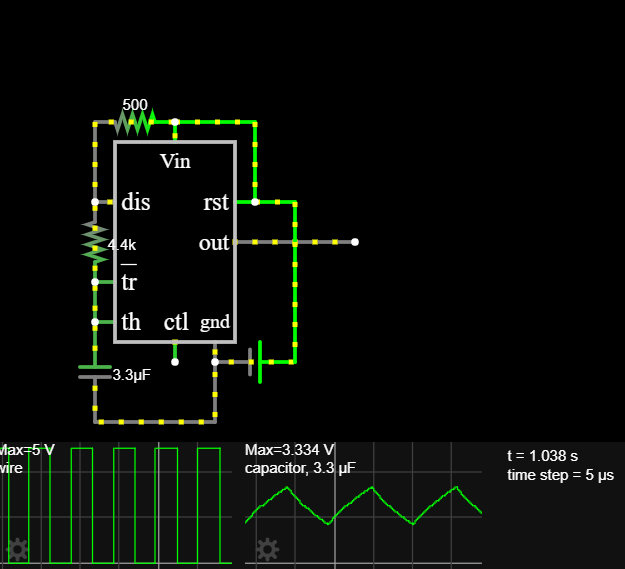 500
Vin
dis
rst
out
4.4k
tr
th
ctl
gnd
3.3μF
Max=5 V
wire
Max=3.334 V
capacitor, 3.3 μF
t = 1.038 s
time step = 5 μs